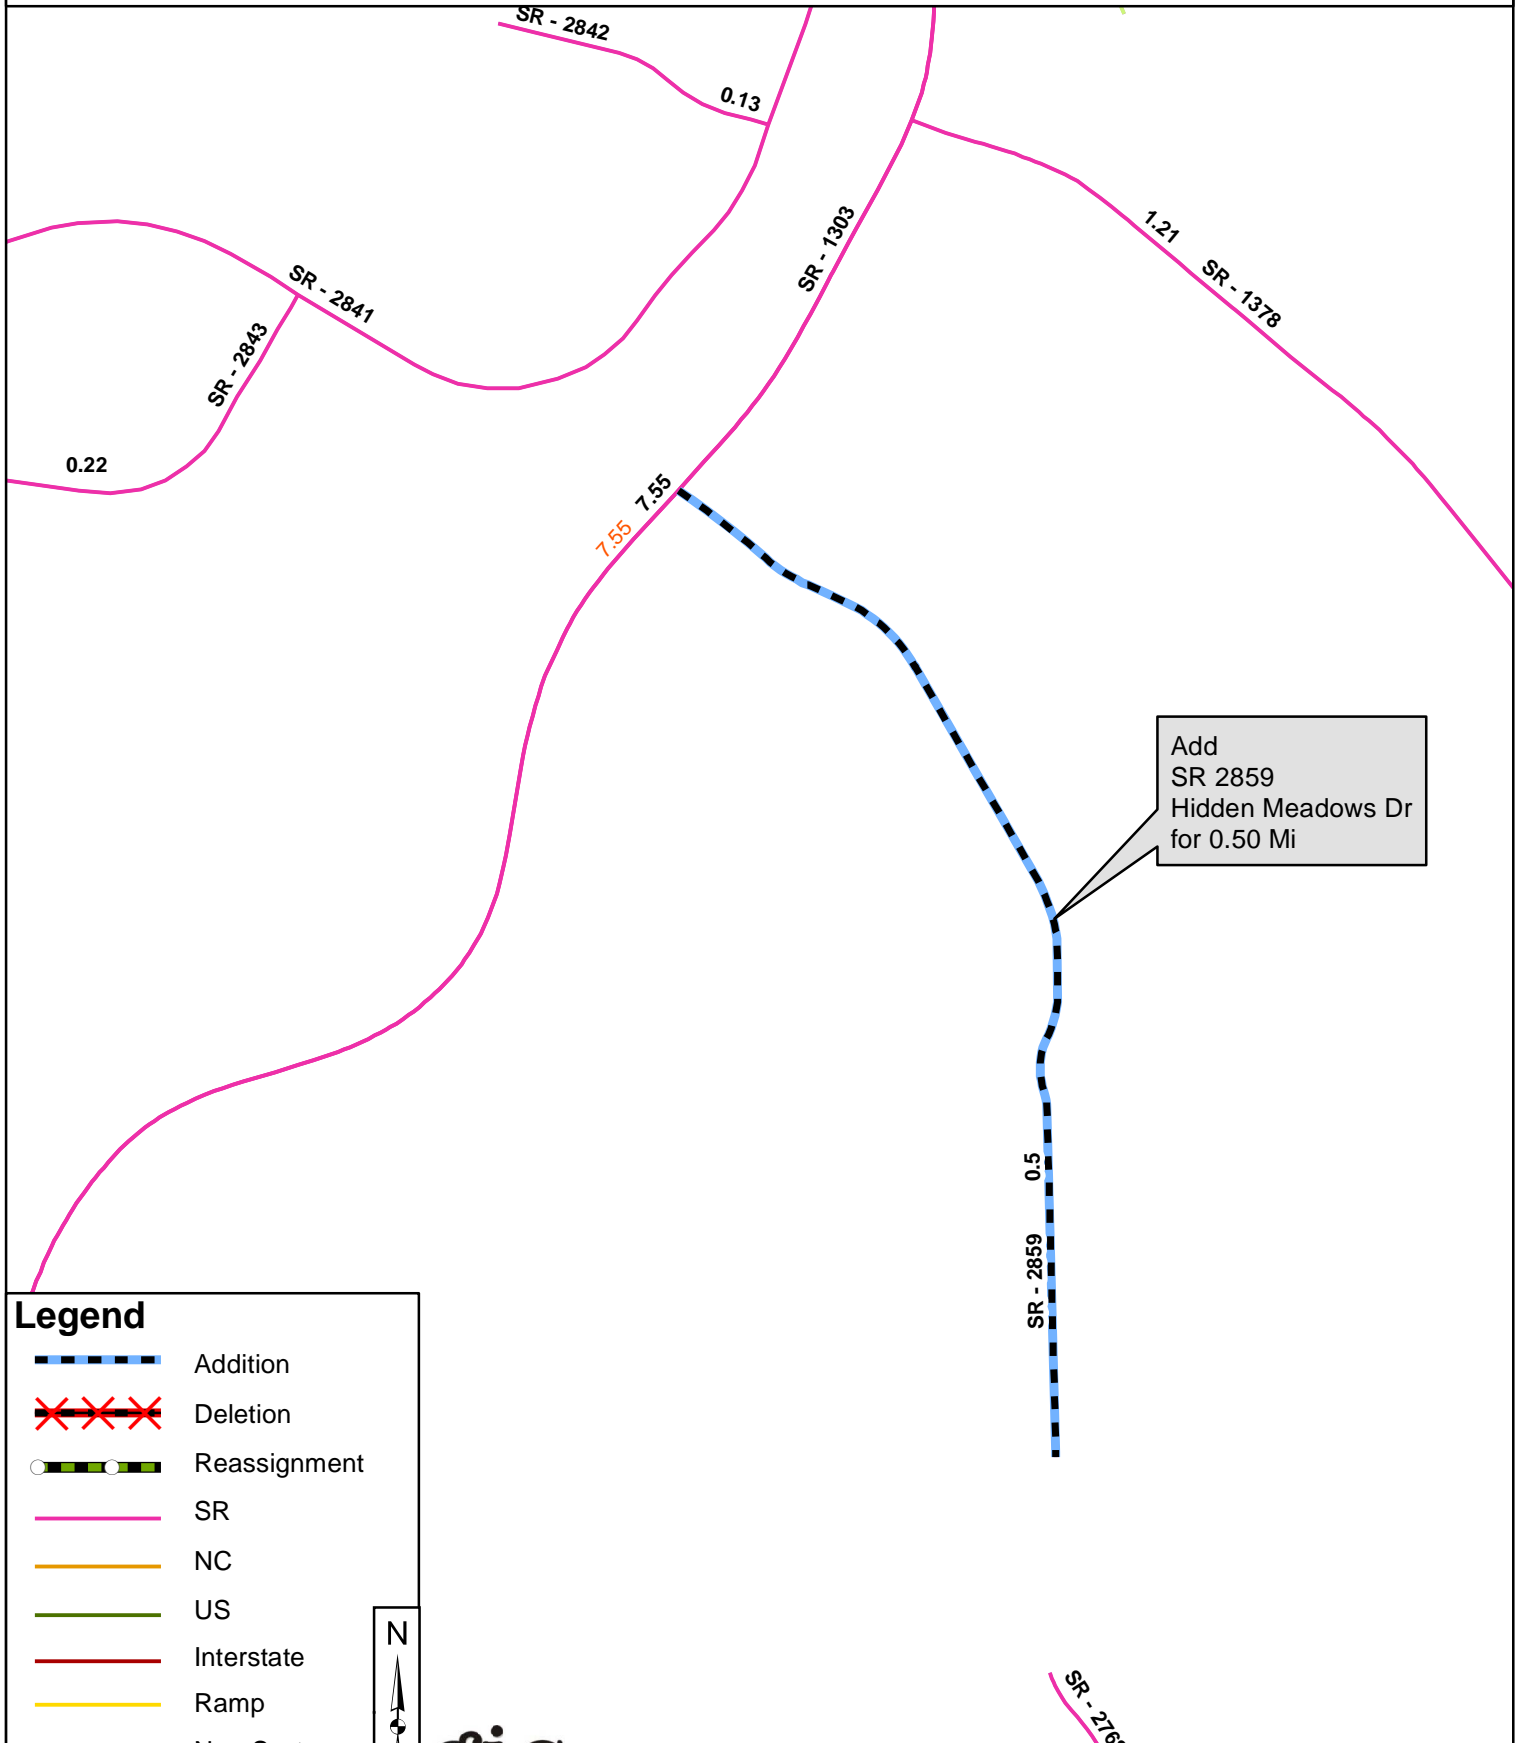 SR - 2842
0.13
SR - 1303
1.21
SR - 1378
SR - 2841
SR - 2843
0.22
7.55
7.55
Add
SR 2859
Hidden Meadows Dr
for 0.50 Mi
0.5
SR - 2859
Legend
Addition
Deletion
Reassignment
SR
NC
US
Interstate
Ramp
N
SR -